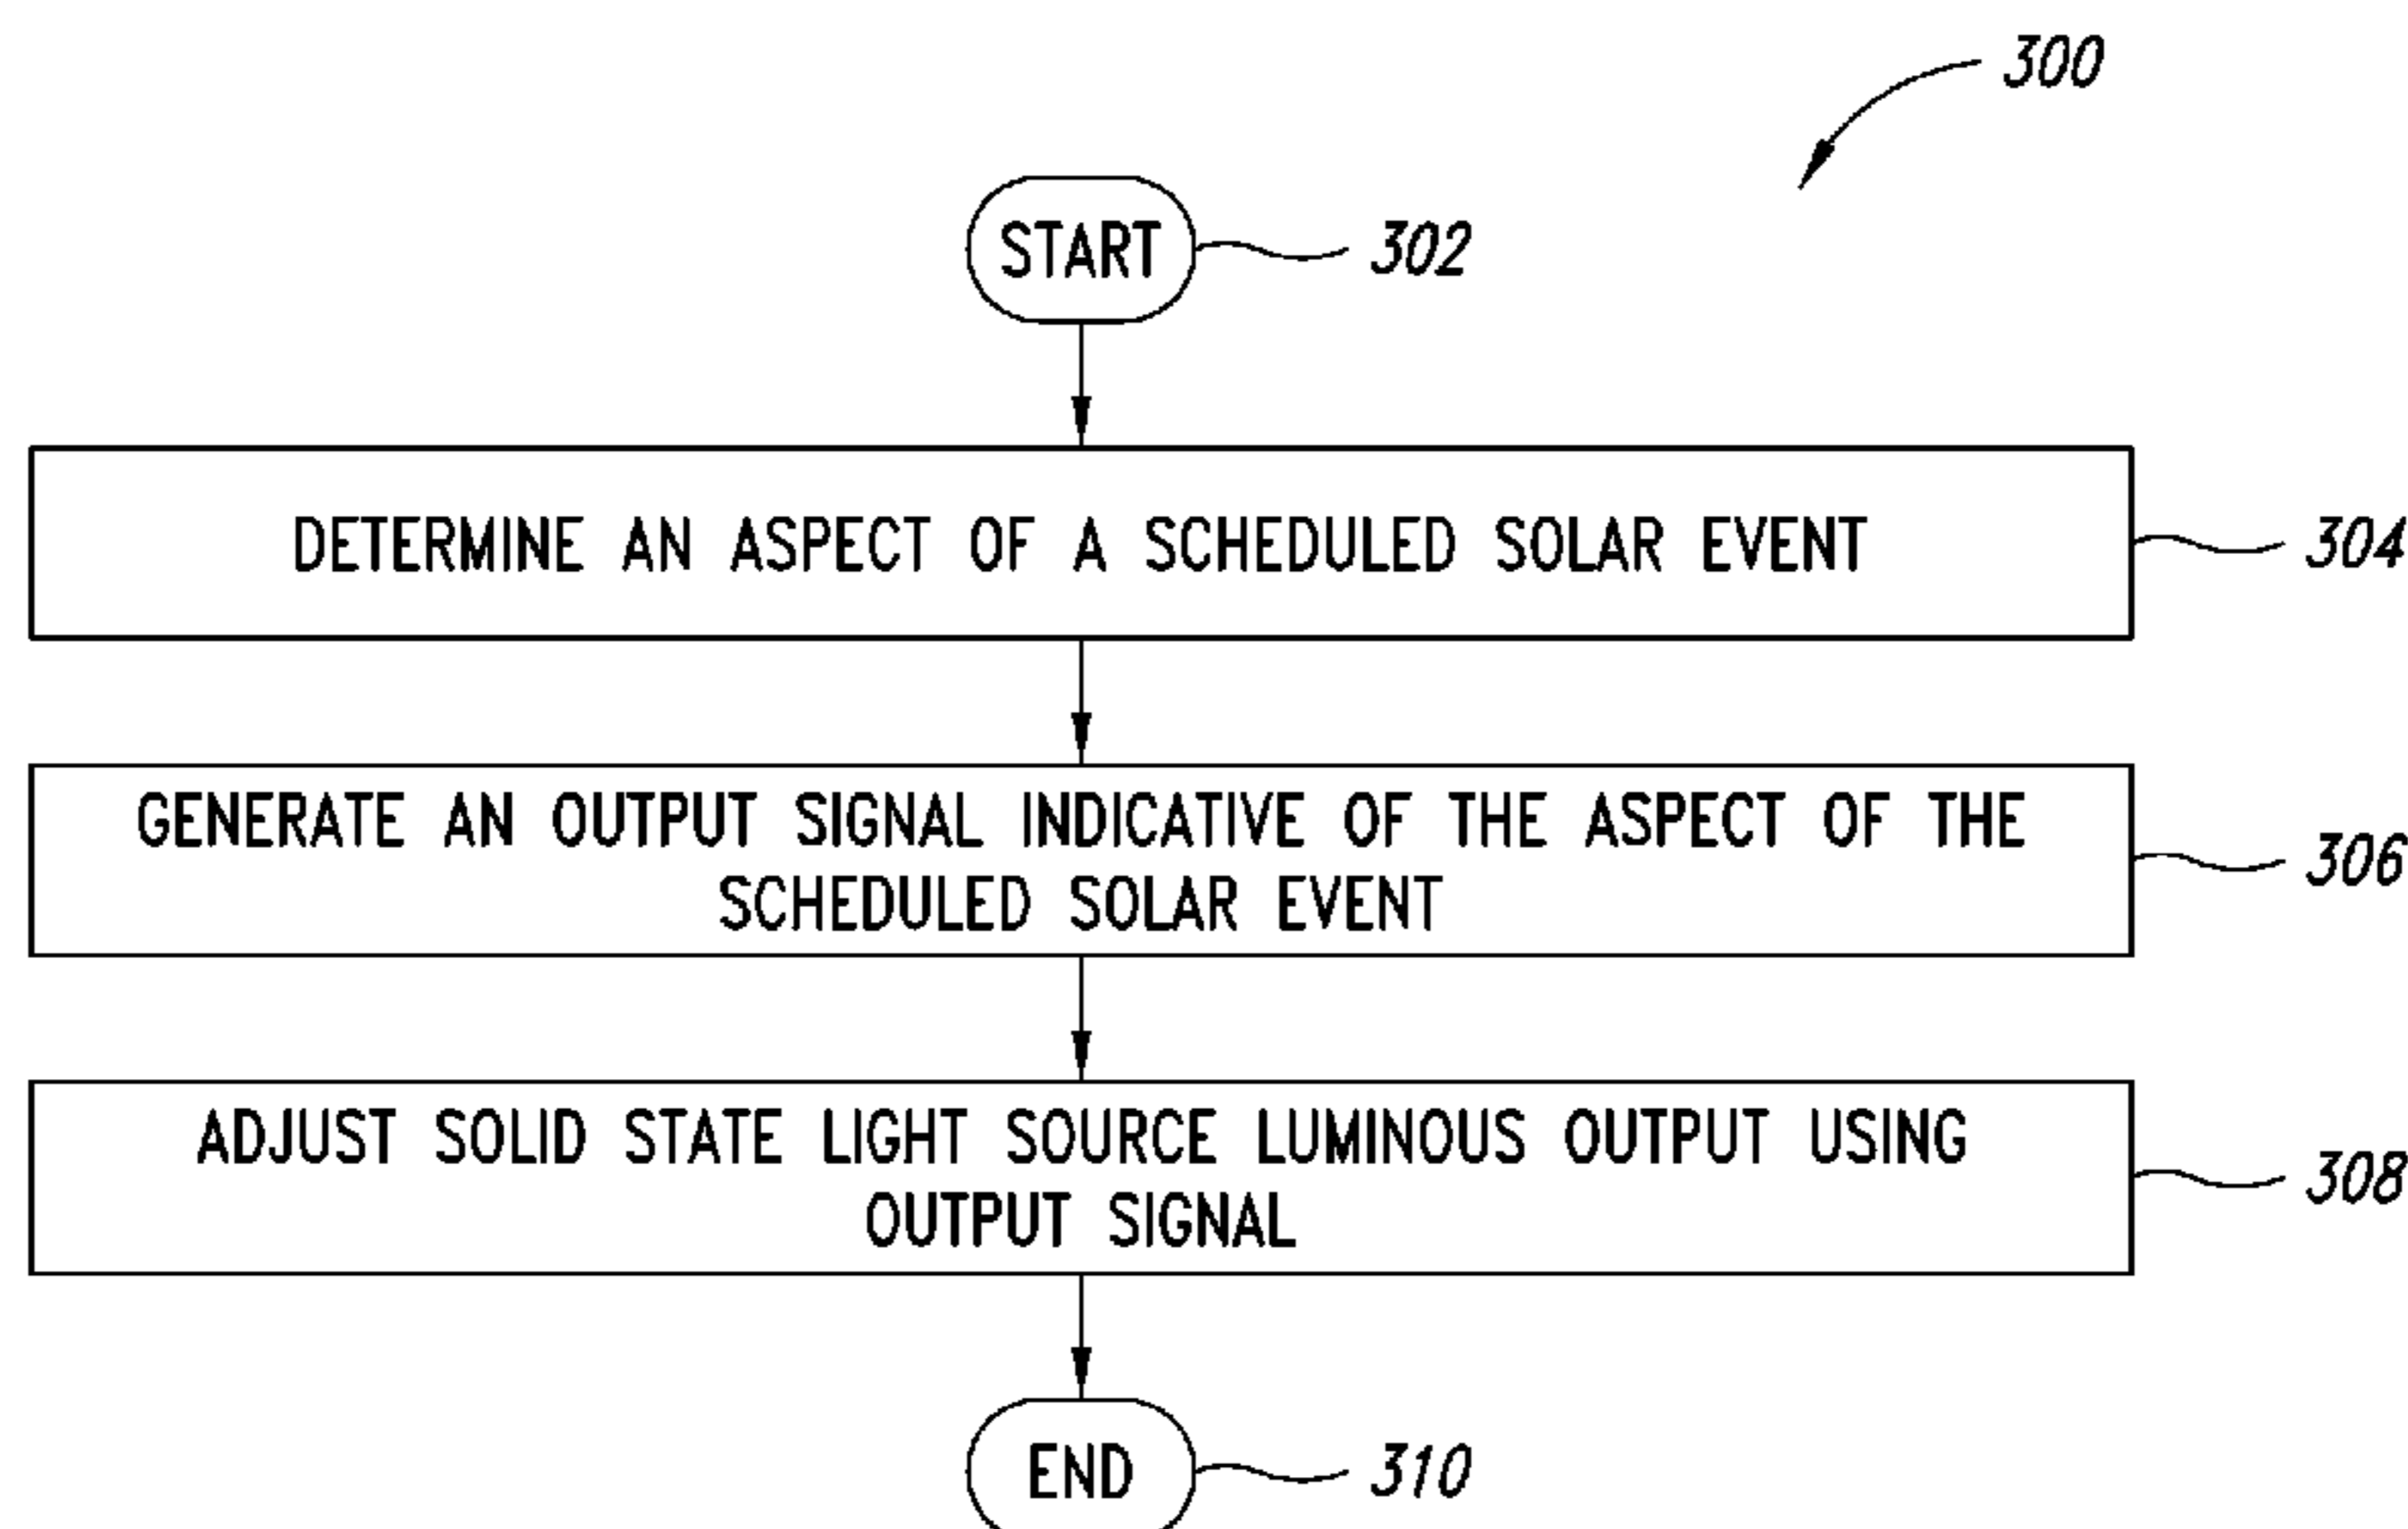 300
START
302
DETERMINE AN ASPECT OF A SCHEDULED SOLAR EVENT
304
GENERATE AN OUTPUT SIGNAL INDICATIVE OF THE ASPECT OF THE
SCHEDULED SOLAR EVENT
306
ADJUST SOLID STATE LIGHT SOURCE LUMINOUS OUTPUT USING
OUTPUT SIGNAL
308
END
310